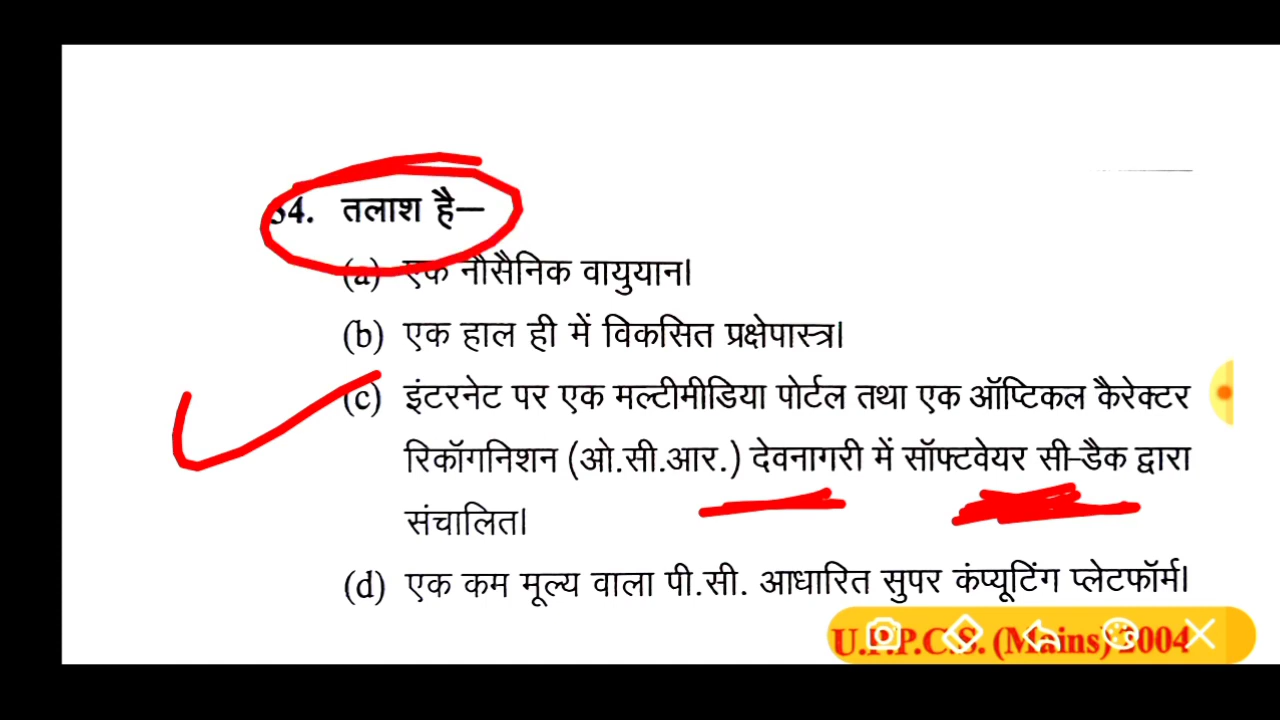 54. तलाश है–
(a) एक नौसैनिक वायुयान।
(b) एक हाल ही में विकसित प्रक्षेपास्त्र।
(c) इंटरनेट पर एक मल्टीमीडिया पोर्टल तथा एक ऑप्टिकल कैरेक्टर
रिकॉगनिशन (ओ.सी.आर.) देवनागरी में सॉफ्टवेयर सी-डैक द्वारा
संचालित।
(d) एक कम मूल्य वाला पी.सी. आधारित सुपर कंप्यूटिंग प्लेटफॉर्म।
U.P.P.C.S. (Mains) 2004